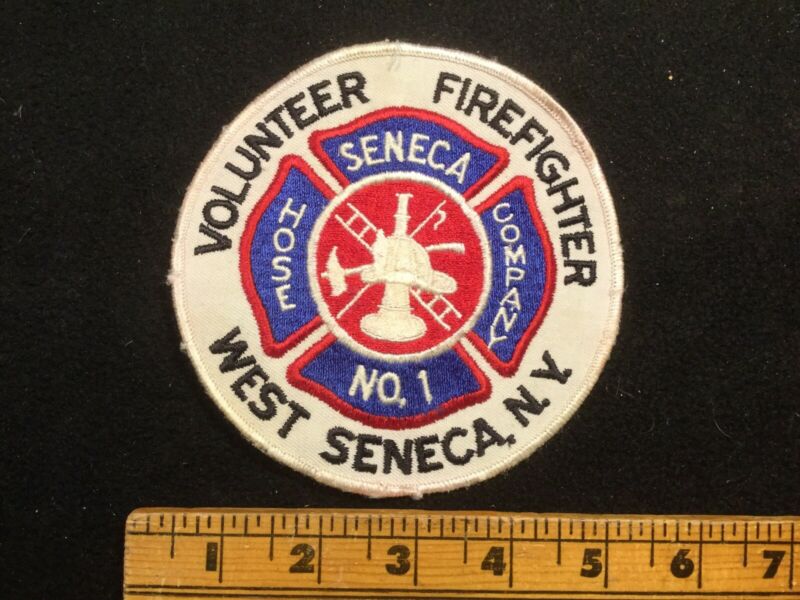 VOLUNTEER FIREFIGHTER
SENECA
HOSE
COMPANY
NO. 1
WEST SENECA, N.Y.
1 2 3 4 5 6 7